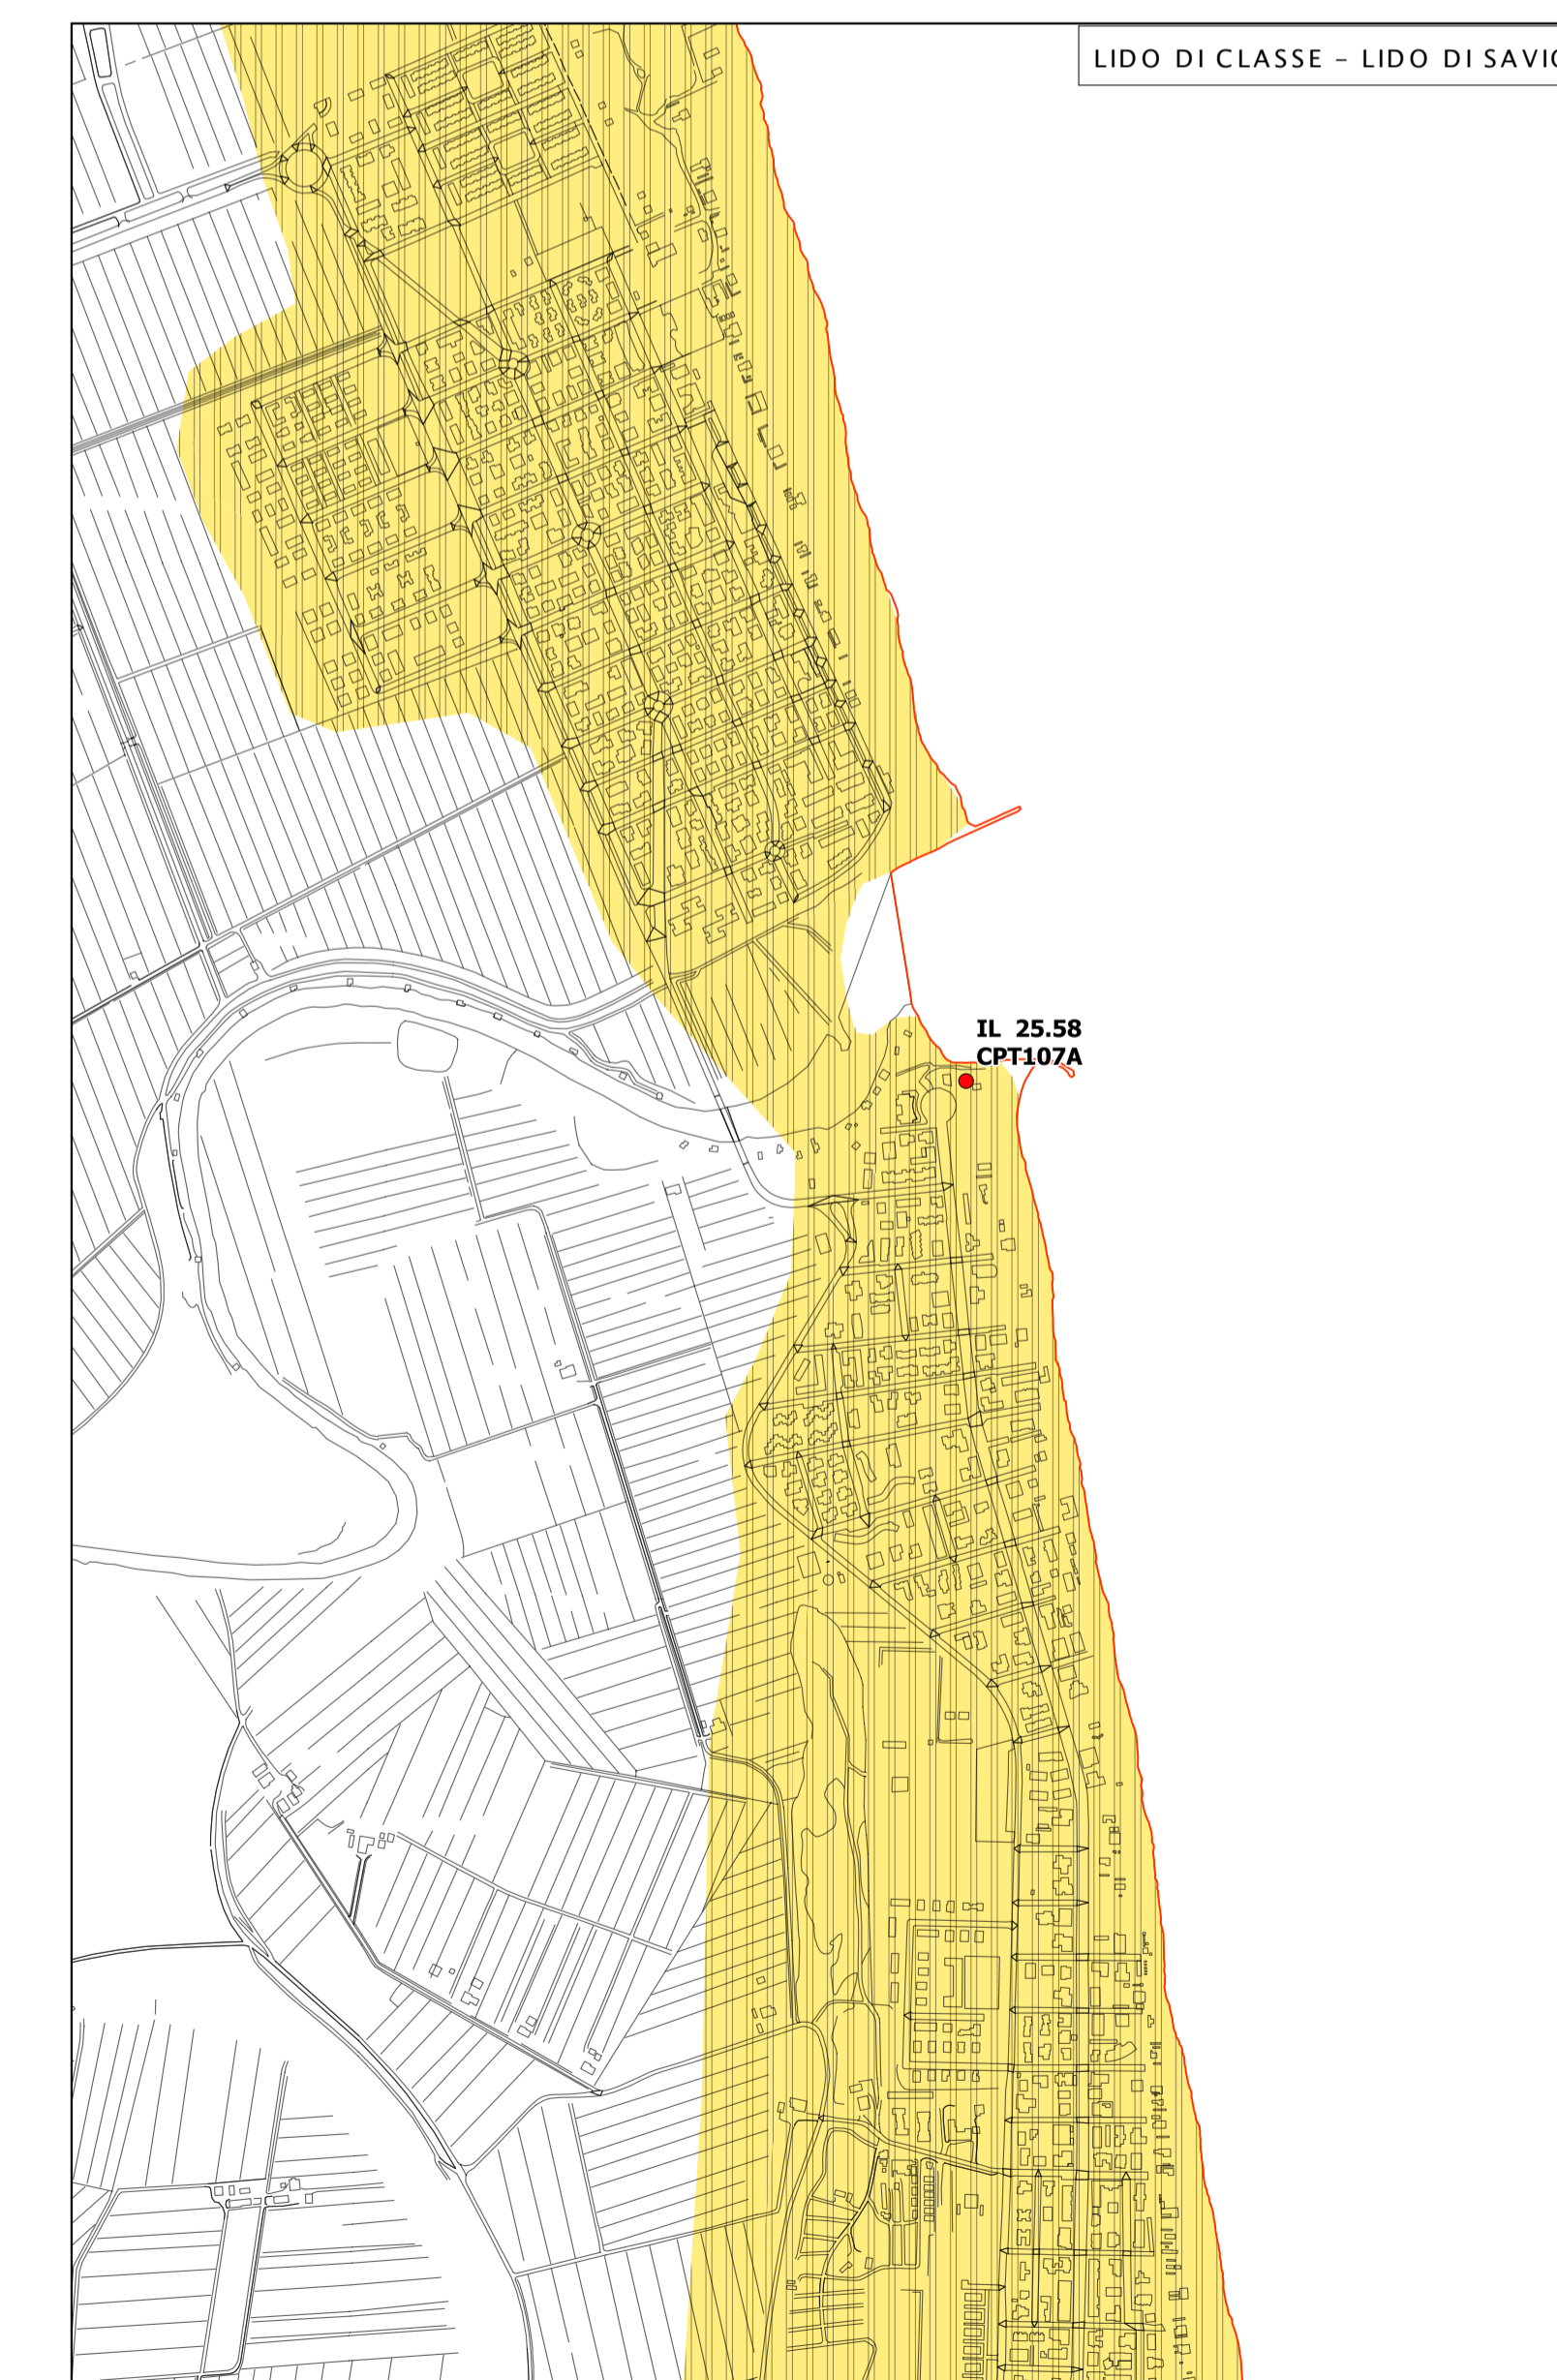 LIDO DI CLASSE – LIDO DI SAVIO
IL 25.58
CPT107A